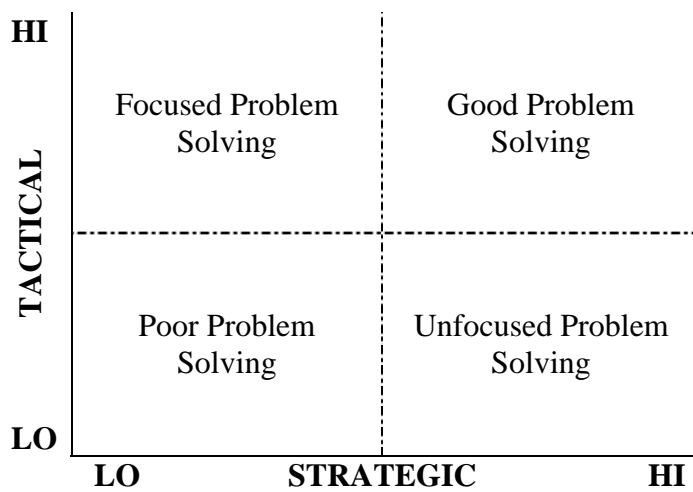 HI
Focused Problem
Solving
Good Problem
Solving
TACTICAL
Poor Problem
Solving
Unfocused Problem
Solving
LO
LO
STRATEGIC
HI